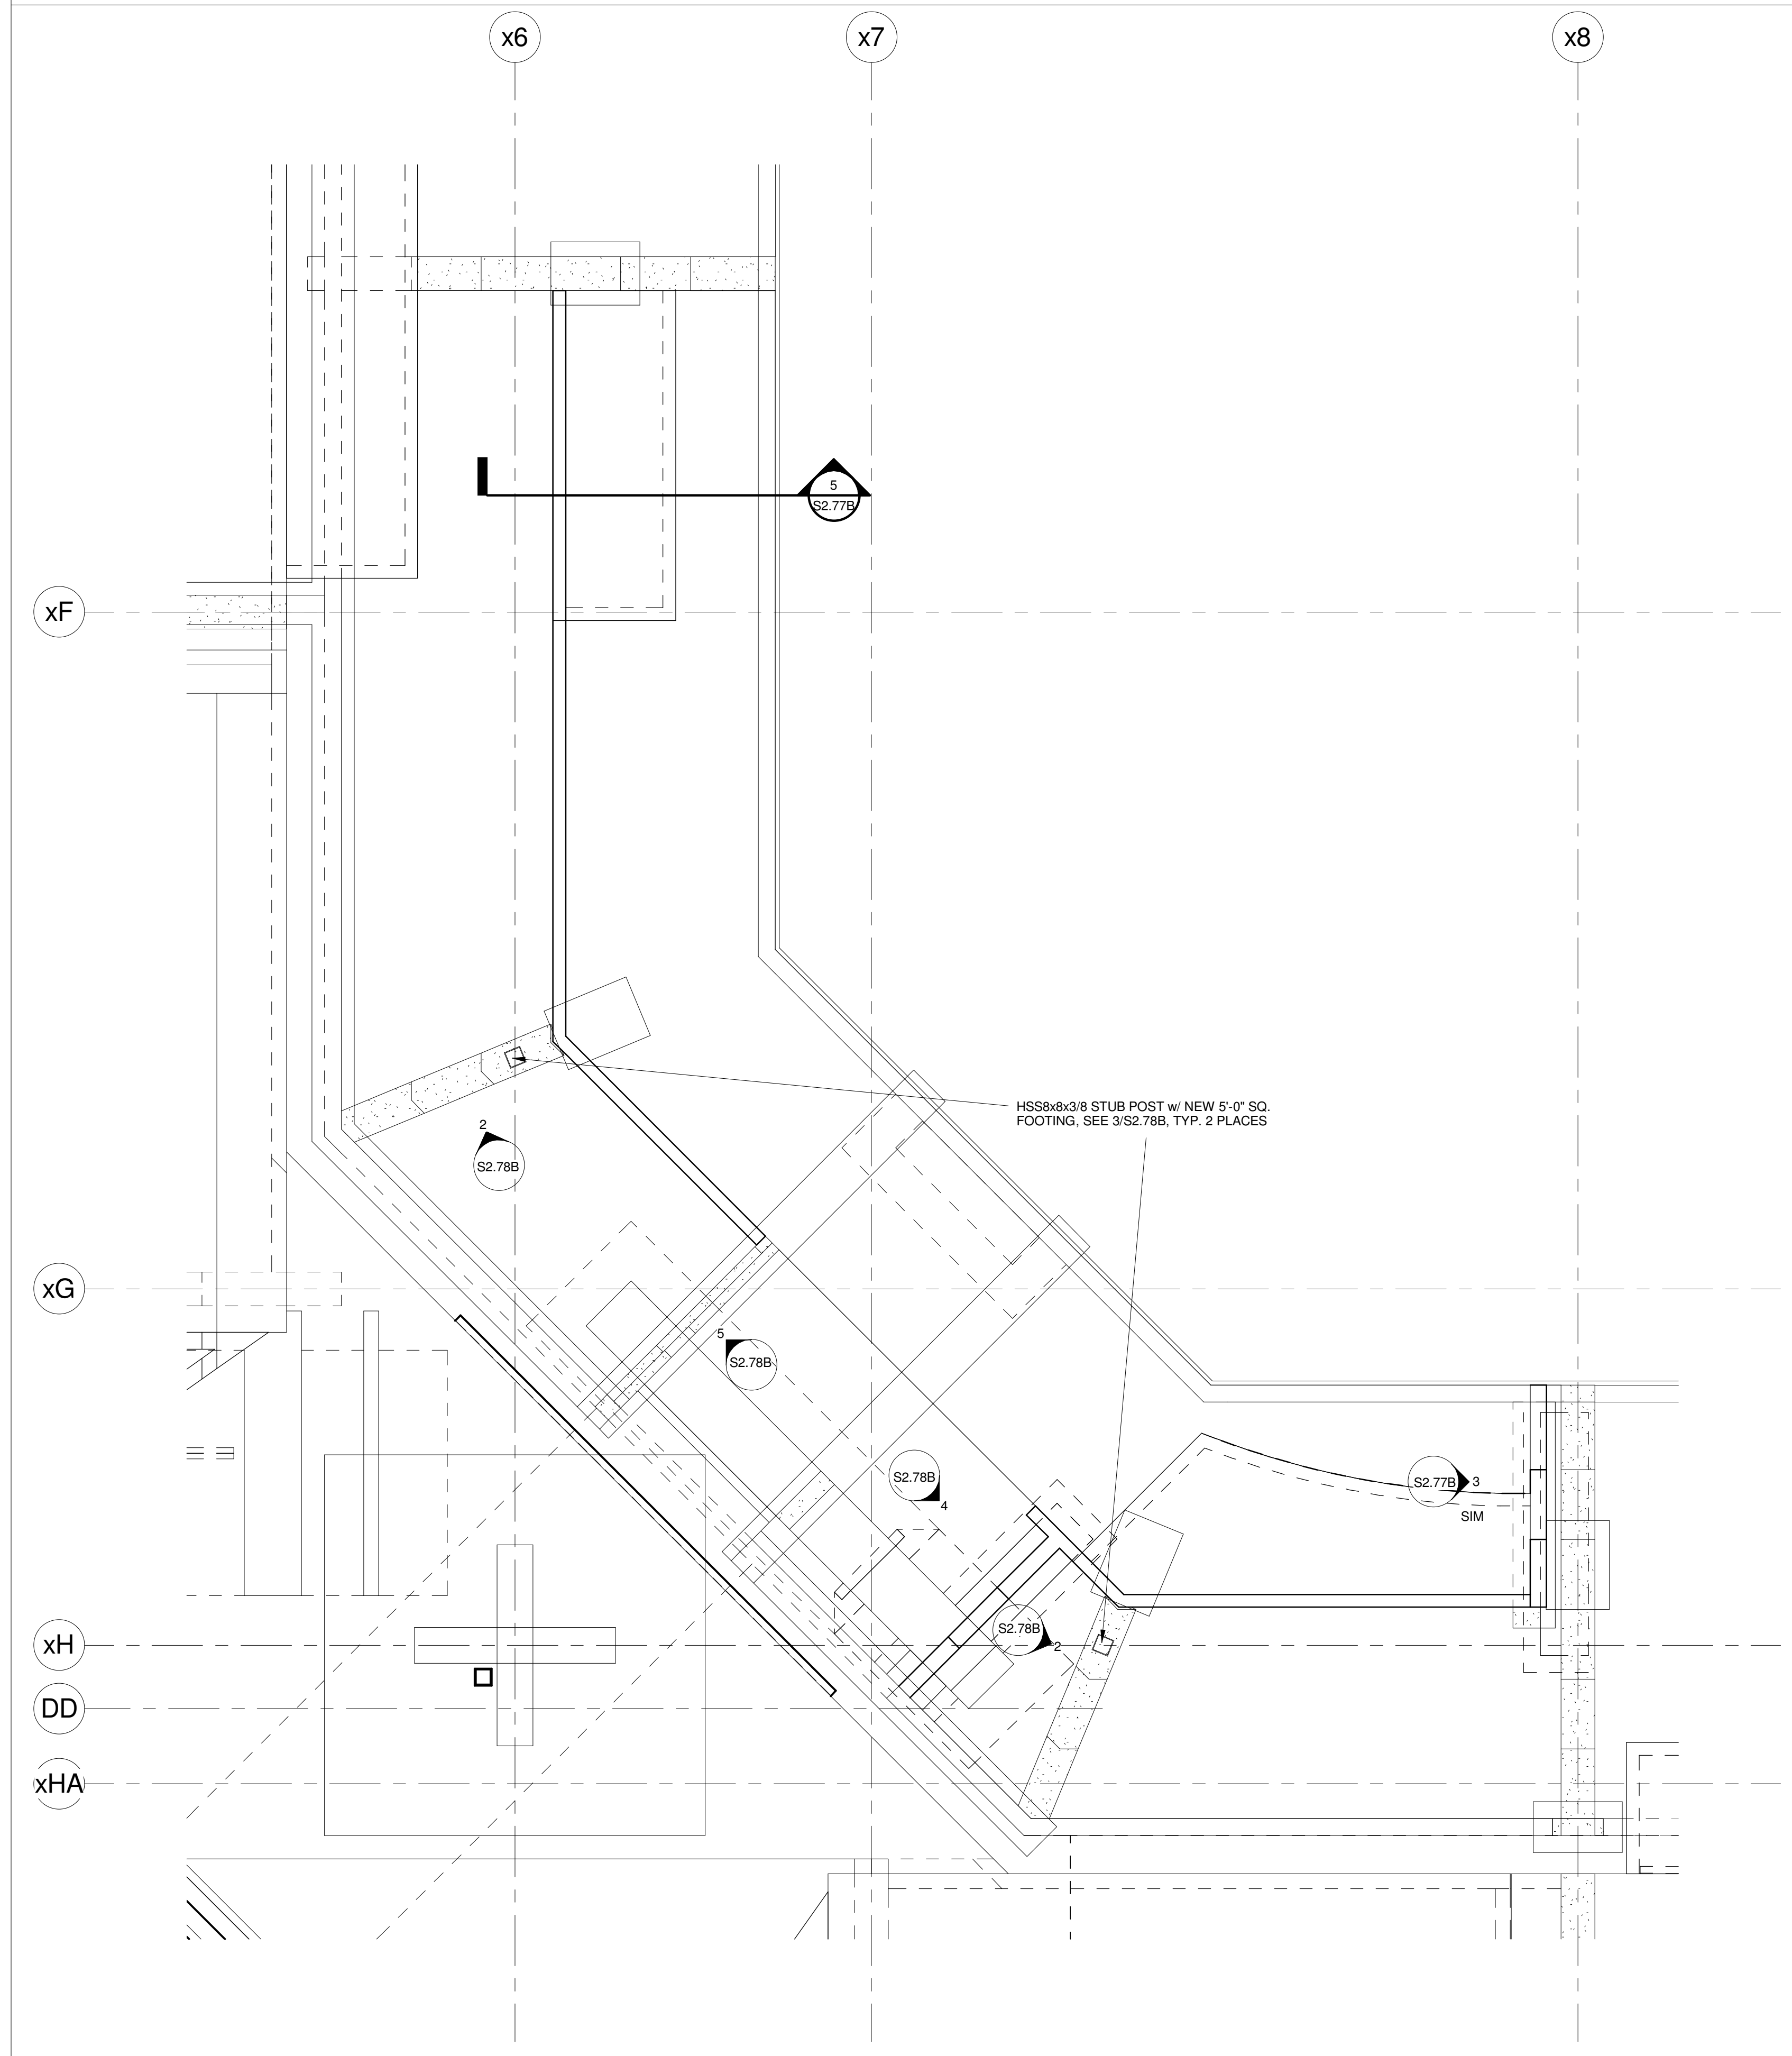 x6
x7
x8
5
S2.77B
xF
HSS8x8x3/8 STUB POST w/ NEW 5'-0" SQ.
FOOTING, SEE 3/S2.78B, TYP. 2 PLACES
2
S2.78B
xG
5
S2.78B
S2.78B
4
S2.77B
3
SIM
S2.78B
2
xH
DD
xHA